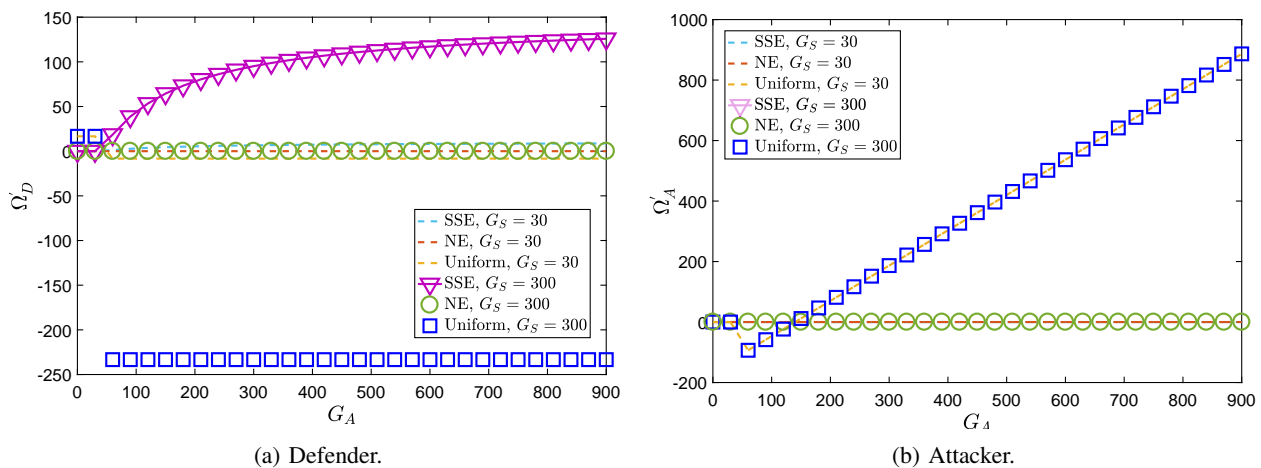 150
100
50
0
-50
-100
-150
-200
-250
Ω'_D
SSE, G_S = 30
NE, G_S = 30
Uniform, G_S = 30
SSE, G_S = 300
NE, G_S = 300
Uniform, G_S = 300
0 100 200 300 400 500 600 700 800 900
G_A
(a) Defender.
1000
800
600
400
200
0
-200
Ω'_A
SSE, G_S = 30
NE, G_S = 30
Uniform, G_S = 30
SSE, G_S = 300
NE, G_S = 300
Uniform, G_S = 300
0 100 200 300 400 500 600 700 800 900
G_A
(b) Attacker.